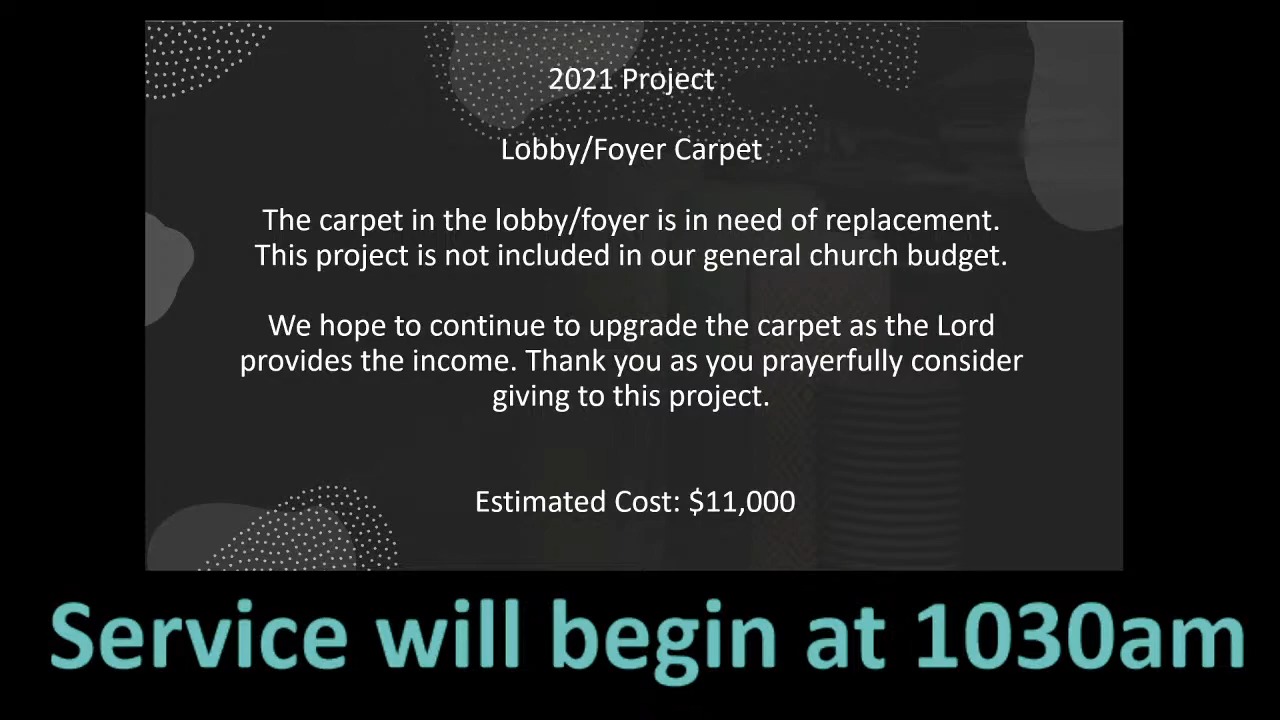 2021 Project
Lobby/Foyer Carpet
The carpet in the lobby/foyer is in need of replacement.
This project is not included in our general church budget.
We hope to continue to upgrade the carpet as the Lord
provides the income. Thank you as you prayerfully consider
giving to this project.
Estimated Cost: $11,000
Service will begin at 1030am